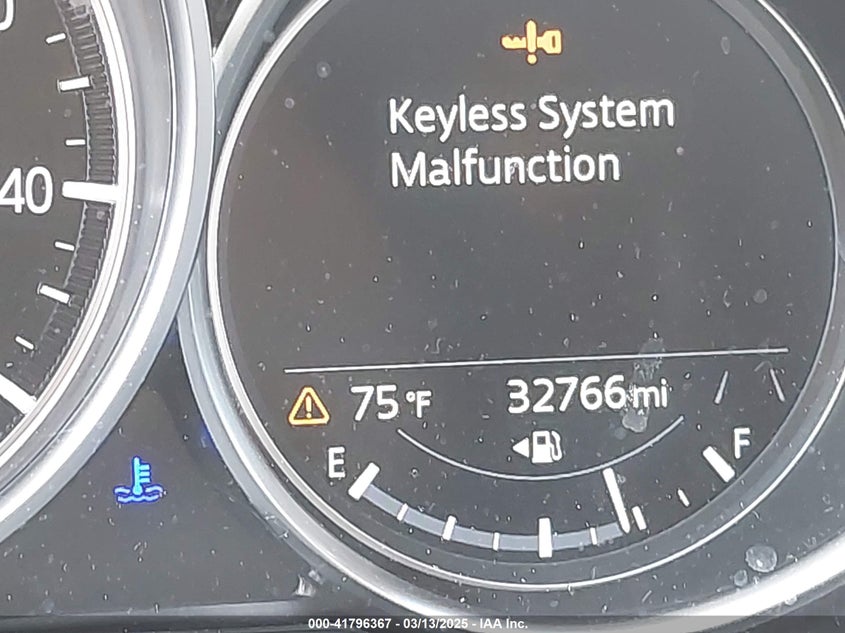 Keyless System
Malfunction
40
75°F 32766mi
E F
000-41796367 - 03/13/2025 - IAA Inc.